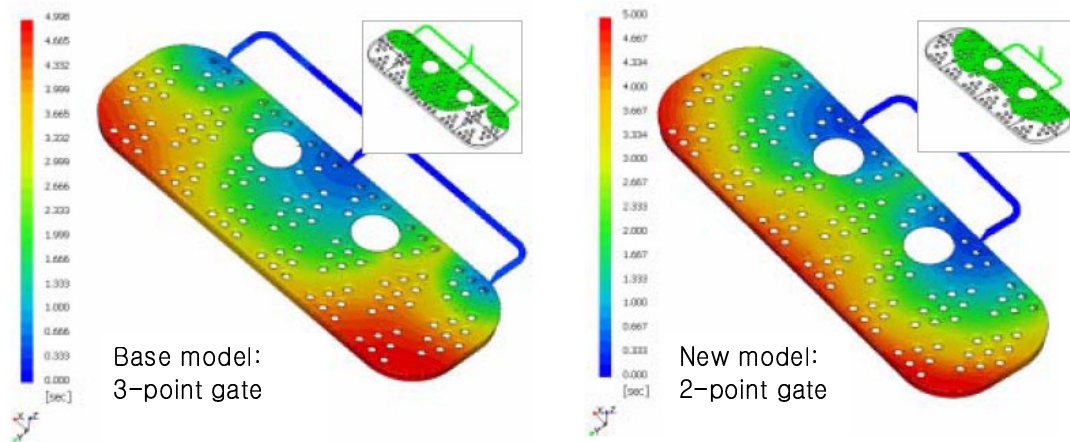 4.998
4.665
4.332
3.998
3.665
3.332
2.999
2.666
2.333
1.999
1.666
1.333
1.000
0.666
0.333
0.000
[sec]
X
Z
Y
Base model:
3-point gate
5.000
4.667
4.334
4.000
3.667
3.334
3.000
2.667
2.333
2.000
1.667
1.333
1.000
0.667
0.333
0.000
[sec]
X
Z
Y
New model:
2-point gate